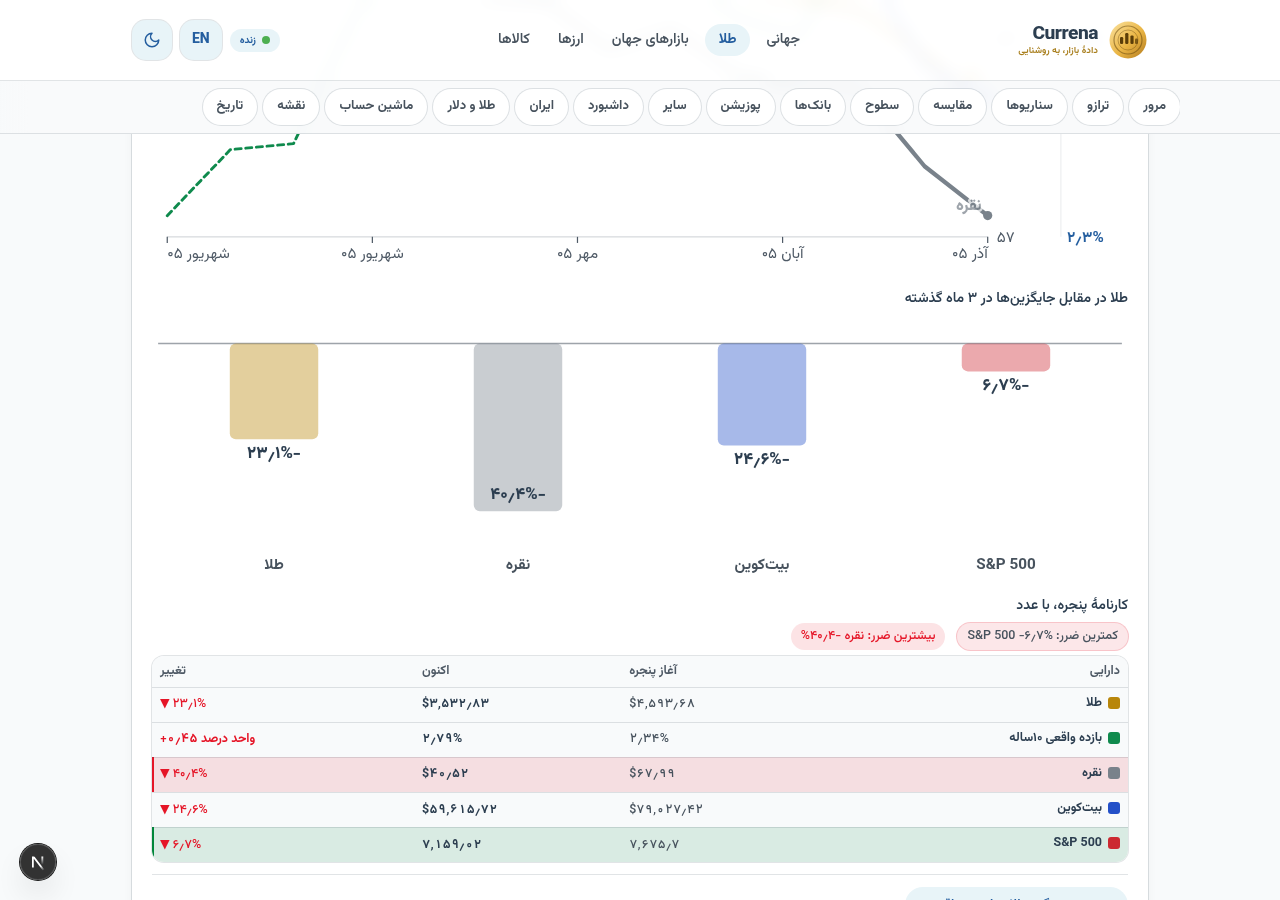 Currena
دادهٔ بازار، به روشنایی
جهانی
طلا
بازارهای جهان
ارزها
کالاها
زنده
EN
مرور
ترازو
سناریوها
مقایسه
سطوح
بانک‌ها
پوزیشن
سایر
داشبورد
ایران
طلا و دلار
ماشین حساب
نقشه
تاریخ
نقره
۵۷
۲٫۳%
شهریور ۰۵
شهریور ۰۵
مهر ۰۵
آبان ۰۵
آذر ۰۵
طلا در مقابل جایگزین‌ها در ۳ ماه گذشته
۲۳٫۱%-
۴۰٫۴%-
۲۴٫۶%-
۶٫۷%-
طلا
نقره
بیت‌کوین
S&P 500
کارنامهٔ پنجره، با عدد
کمترین ضرر: S&P 500 -۶٫۷%
بیشترین ضرر: نقره -۴۰٫۴%
دارایی آغاز پنجره اکنون تغییر
طلا $۴,۵۹۳٫۶۸ $۳,۵۳۲٫۸۳ ▼ ۲۳٫۱%
بازده واقعی ۱۰ساله ۲٫۳۴% ۲٫۷۹% +۰٫۴۵ واحد درصد
نقره $۶۷٫۹۹ $۴۰٫۵۲ ▼ ۴۰٫۴%
بیت‌کوین $۷۹,۰۲۷٫۴۲ $۵۹,۶۱۵٫۷۲ ▼ ۲۴٫۶%
S&P 500 ۷,۶۷۵٫۷ ۷,۱۵۹٫۰۲ ▼ ۶٫۷%
N